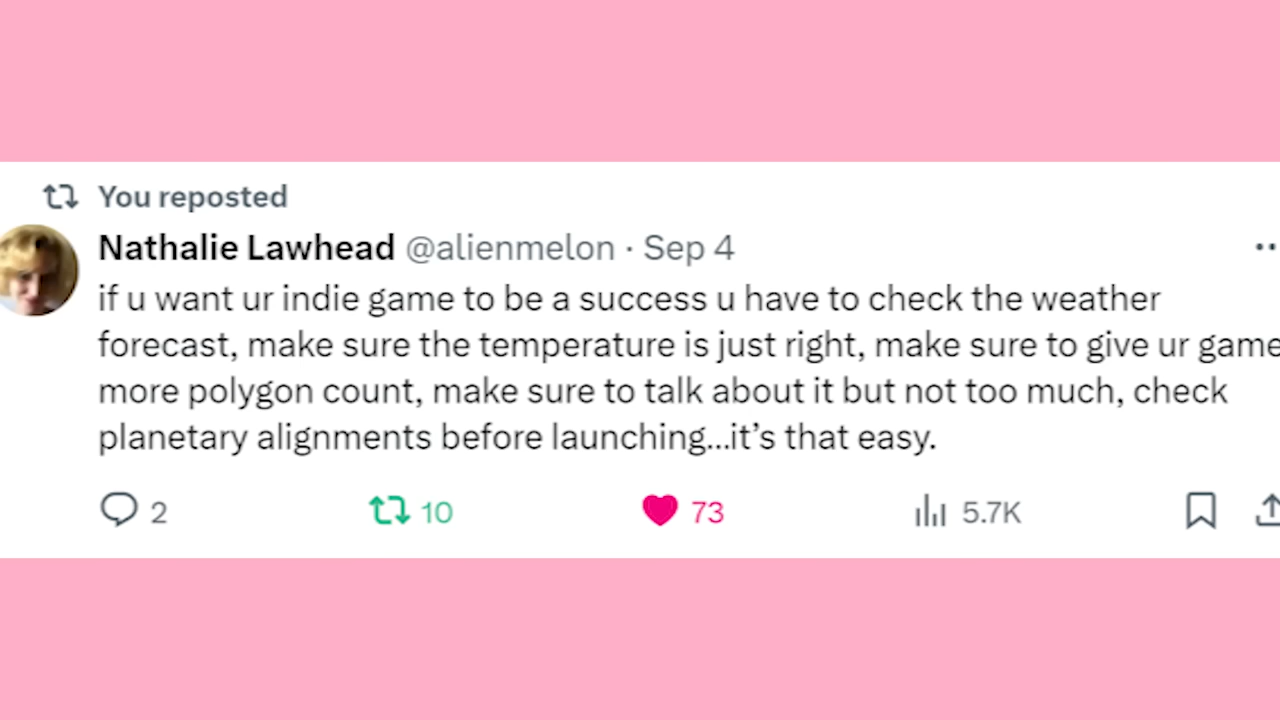 You reposted
Nathalie Lawhead @alienmelon · Sep 4
if u want ur indie game to be a success u have to check the weather
forecast, make sure the temperature is just right, make sure to give ur game
more polygon count, make sure to talk about it but not too much, check
planetary alignments before launching...it’s that easy.
2 10 73 5.7K